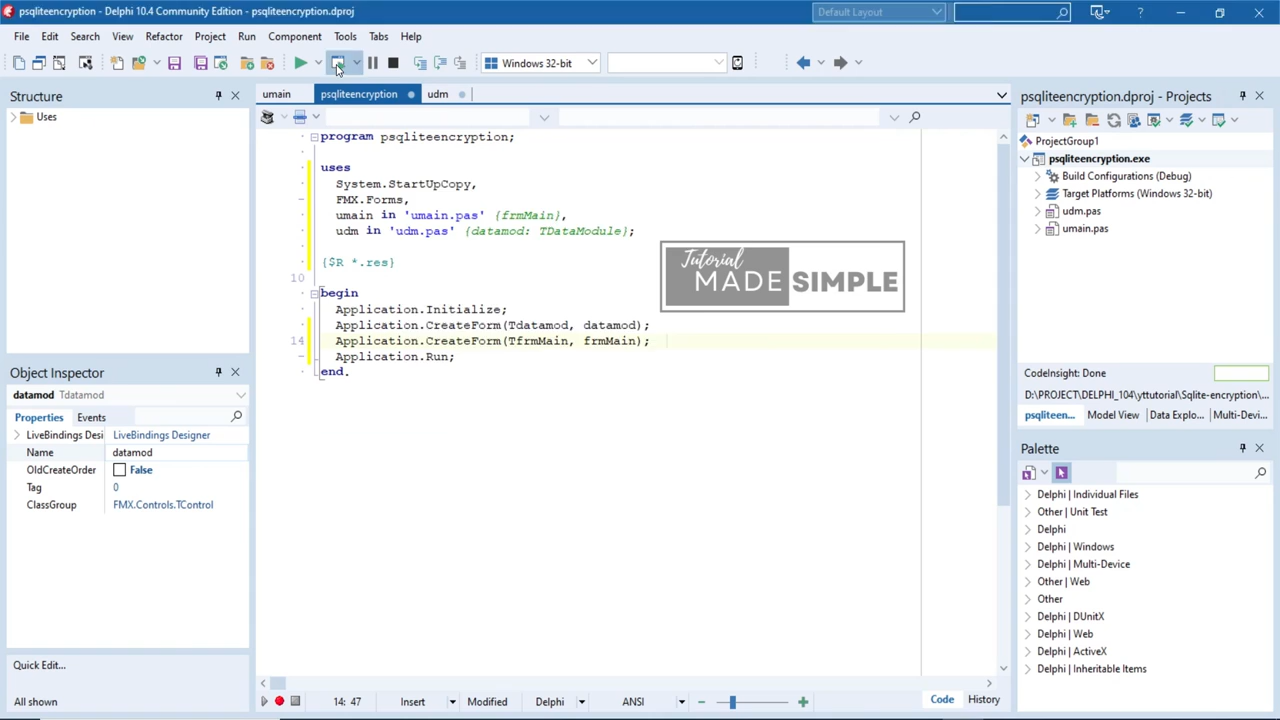 psqliteencryption - Delphi 10.4 Community Edition - psqliteencryption.dproj
Default Layout
File Edit Search View Refactor Project Run Component Tools Tabs Help
Windows 32-bit
Structure
Uses
umain psqliteencryption udm
program psqliteencryption;
uses
System.StartUpCopy,
FMX.Forms,
umain in 'umain.pas' {frmMain},
udm in 'udm.pas' {datamod: TDataModule};
{$R *.res}
10
begin
Application.Initialize;
Application.CreateForm(Tdatamod, datamod);
14 Application.CreateForm(TfrmMain, frmMain);
Application.Run;
end.
Tutorial
MADE SIMPLE
Object Inspector
datamod Tdatamod
Properties Events
LiveBindings Desi LiveBindings Designer
Name datamod
OldCreateOrder False
Tag 0
ClassGroup FMX.Controls.TControl
Quick Edit...
All shown
14: 47 Insert Modified Delphi ANSI Code History
psqliteencryption.dproj - Projects
ProjectGroup1
psqliteencryption.exe
Build Configurations (Debug)
Target Platforms (Windows 32-bit)
udm.pas
umain.pas
CodeInsight: Done
D:\PROJECT\DELPHI_104\yttutorial\Sqlite-encryption\...
psqliteen... Model View Data Explo... Multi-Devi...
Palette
Delphi | Individual Files
Other | Unit Test
Delphi
Delphi | Windows
Delphi | Multi-Device
Other | Web
Other
Delphi | DUnitX
Delphi | Web
Delphi | ActiveX
Delphi | Inheritable Items